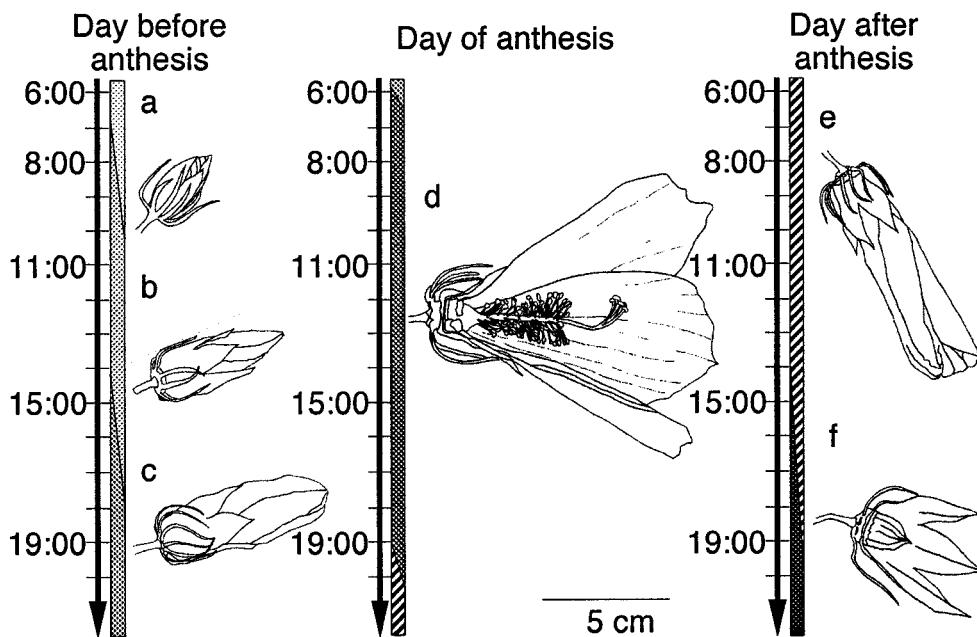 Day before
anthesis
6:00
8:00
11:00
15:00
19:00
a
b
c
Day of anthesis
6:00
8:00
11:00
15:00
19:00
d
5 cm
Day after
anthesis
6:00
8:00
11:00
15:00
19:00
e
f